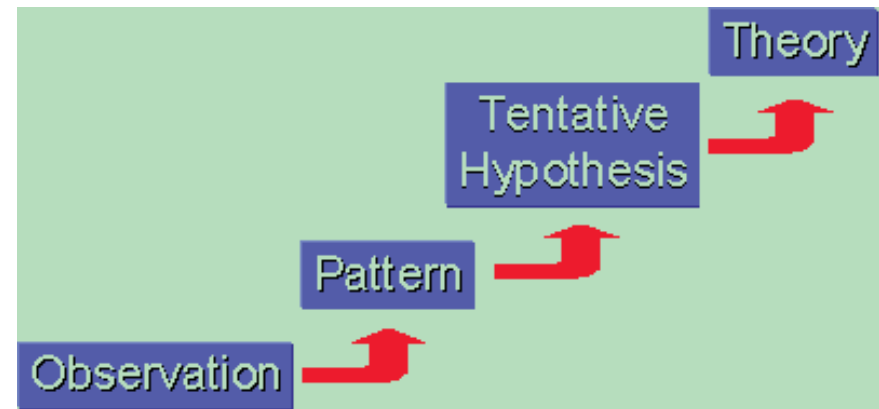 Theory
Tentative
Hypothesis
Pattern
Observation